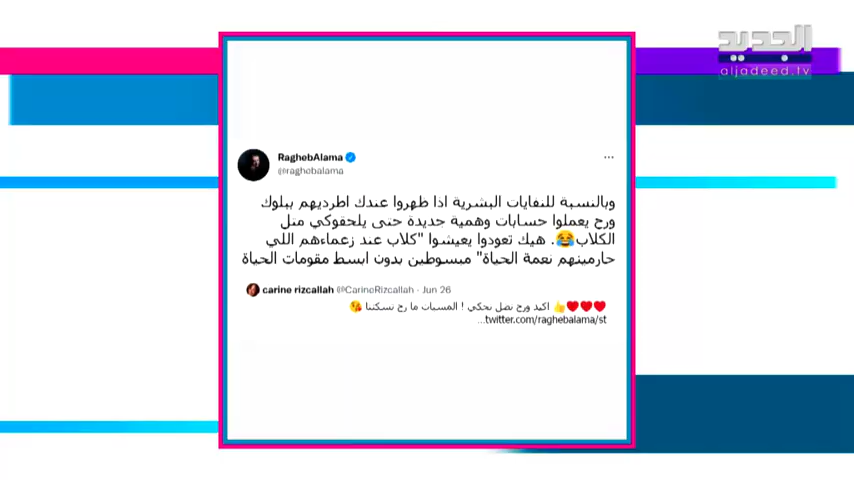 الجديد
aljadeed.tv
RaghebAlama
@raghebalama
وبالنسبة للنفايات البشرية اذا ظهروا عندك اطرديهم ببلوك
ورح يعملوا حسابات وهمية جديدة حتى يلحقوكي متل
الكلاب😂. هيك تعودوا يعيشوا "كلاب عند زعماءهم اللي
حارمينهم نعمة الحياة" مبسوطين بدون ابسط مقومات الحياة
carine rizcallah @CarineRizcallah · Jun 26
❤❤❤👍 اكيد ورح نضل نحكي ! المسبات ما رح تسكتنا 😘
twitter.com/raghebalama/st...